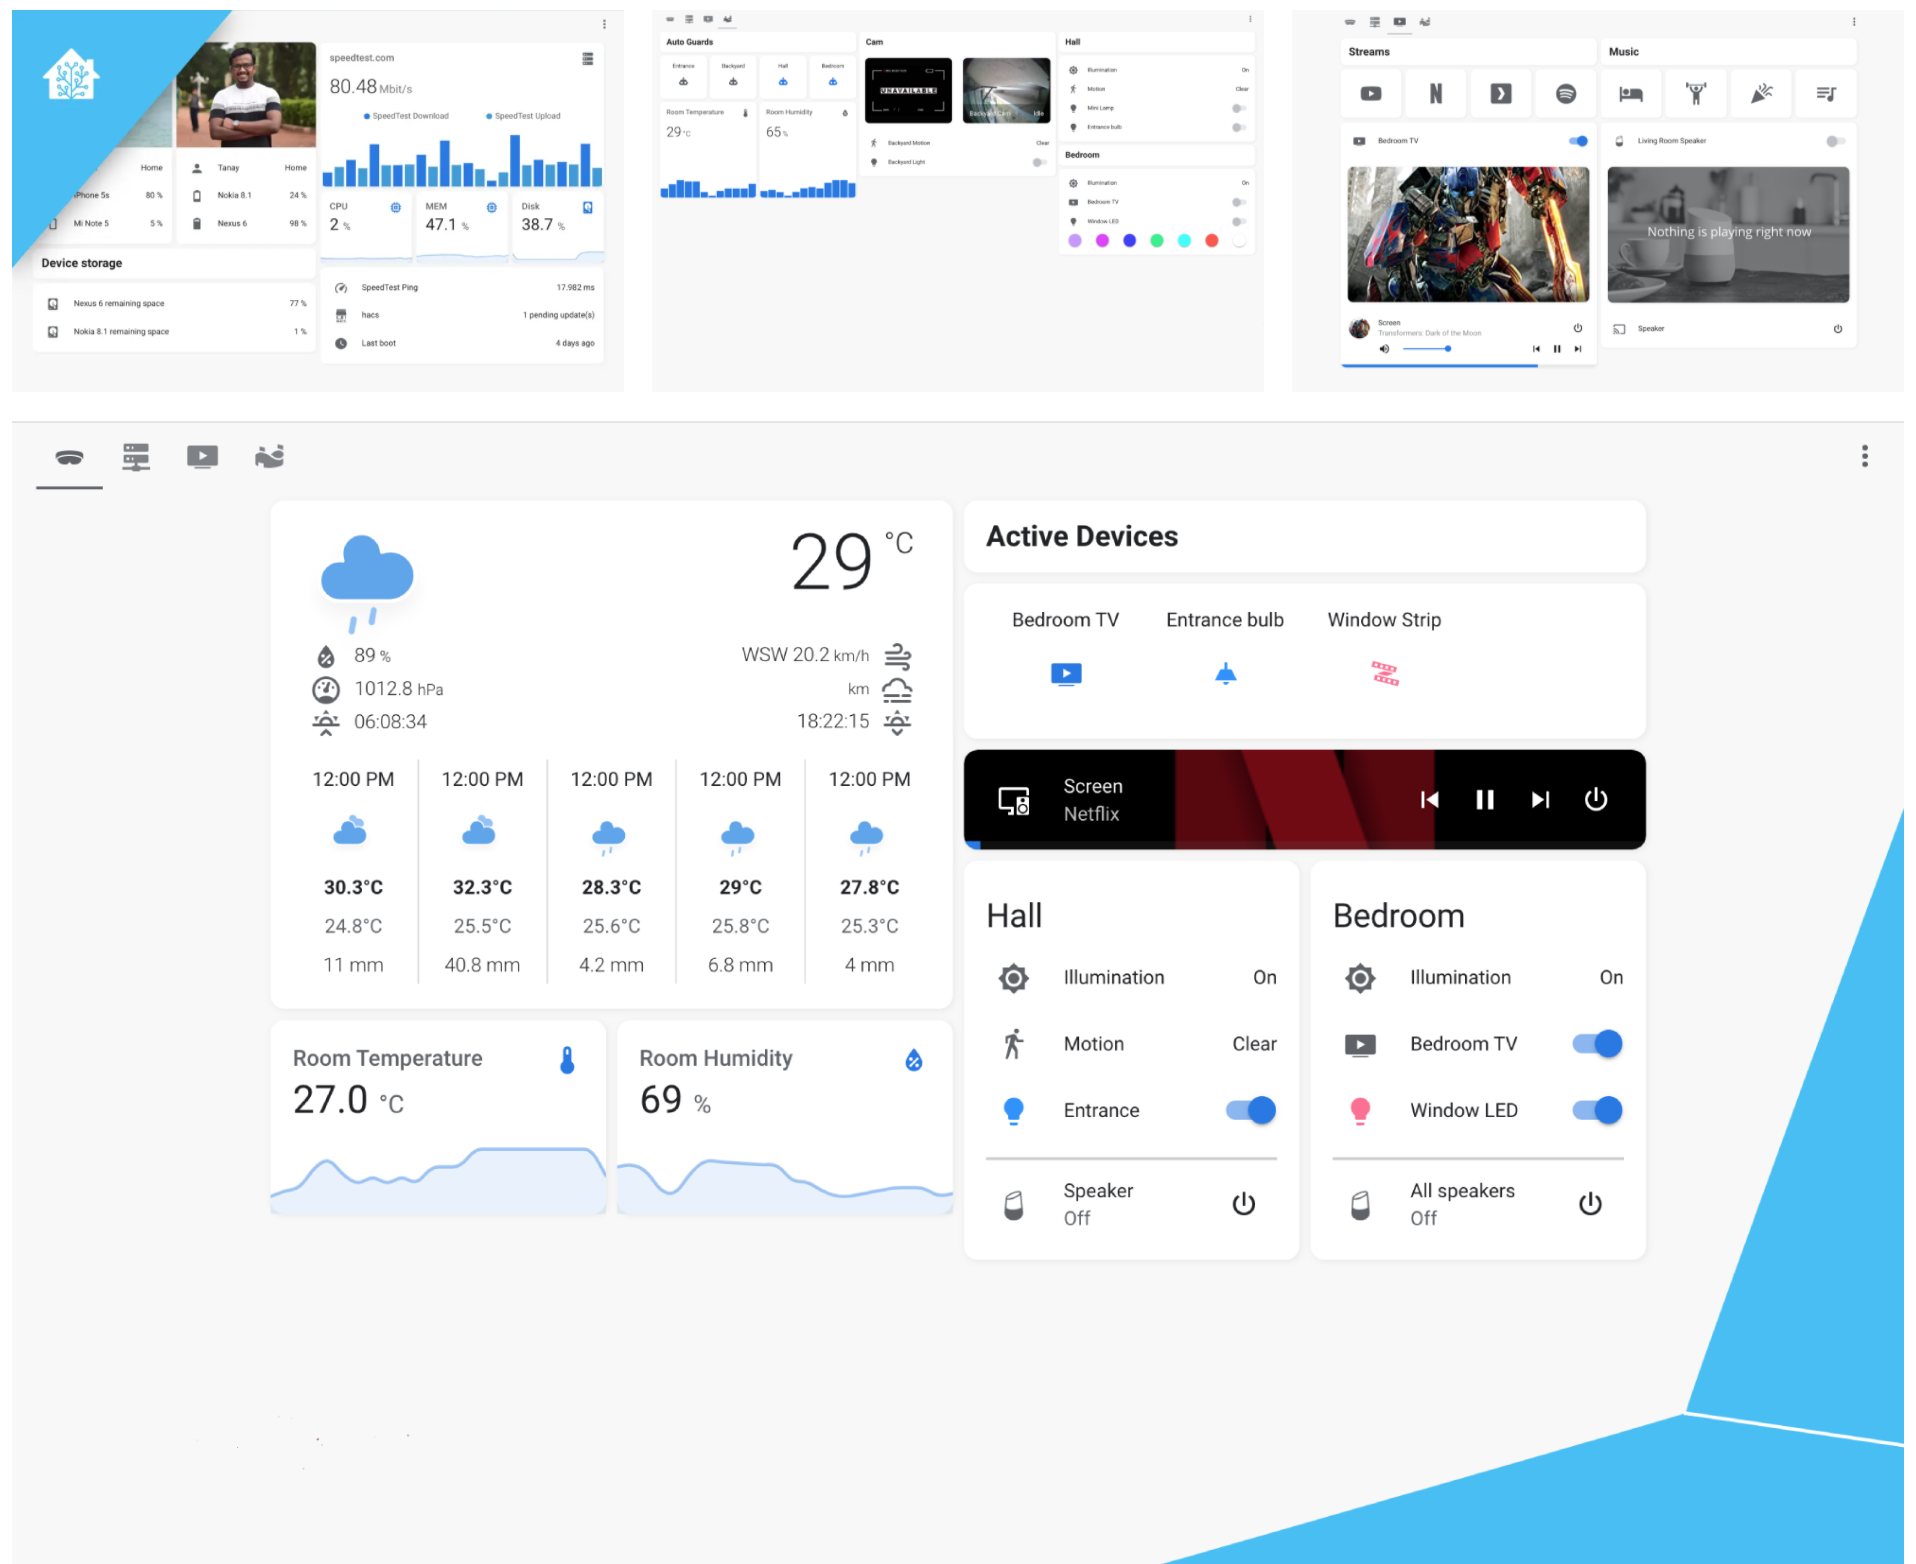 Home
iPhone 5s 80 %
Mi Note 5 5 %
Tanay Home
Nokia 8.1 24 %
Nexus 6 98 %
Device storage
Nexus 6 remaining space 77 %
Nokia 8.1 remaining space 1 %
speedtest.com
80.48 Mbit/s
SpeedTest Download SpeedTest Upload
CPU
2 %
MEM
47.1 %
Disk
38.7 %
SpeedTest Ping 17.982 ms
hacs 1 pending update(s)
Last boot 4 days ago
Auto Guards
Entrance Backyard Hall Bedroom
Room Temperature
29 °C
Room Humidity
65 %
Cam
UNAVAILABLE
Backyard Cam Idle
Backyard Motion Clear
Backyard Light
Hall
Illumination On
Motion Clear
Mini Lamp
Entrance bulb
Bedroom
Illumination On
Bedroom TV
Window LED
Streams
N
Bedroom TV
Screen
Transformers: Dark of the Moon
Music
Living Room Speaker
Nothing is playing right now
Speaker
29 °C
89 %
1012.8 hPa
06:08:34
WSW 20.2 km/h
km
18:22:15
12:00 PM 12:00 PM 12:00 PM 12:00 PM 12:00 PM
30.3°C 32.3°C 28.3°C 29°C 27.8°C
24.8°C 25.5°C 25.6°C 25.8°C 25.3°C
11 mm 40.8 mm 4.2 mm 6.8 mm 4 mm
Room Temperature
27.0 °C
Room Humidity
69 %
Active Devices
Bedroom TV Entrance bulb Window Strip
Screen
Netflix
Hall
Illumination On
Motion Clear
Entrance
Speaker
Off
Bedroom
Illumination On
Bedroom TV
Window LED
All speakers
Off